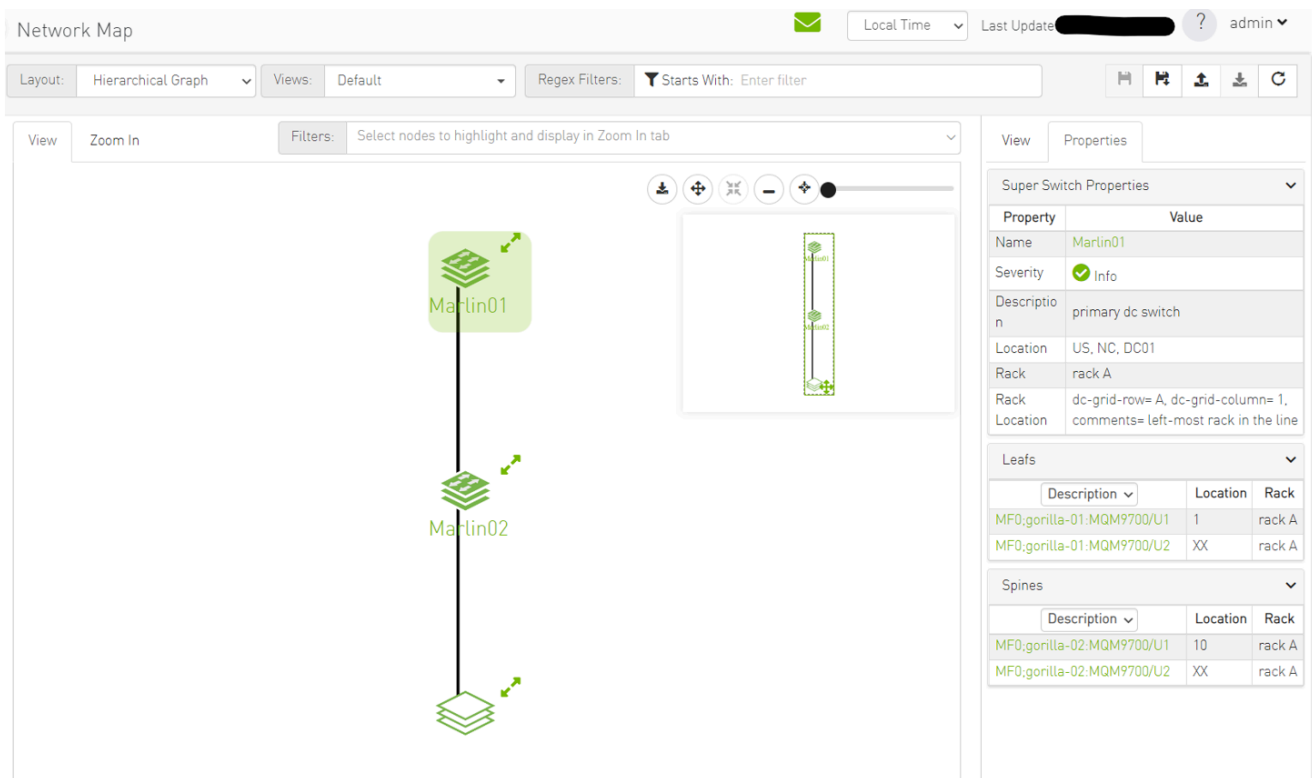 Network Map
Local Time
Last Update
?
admin
Layout:
Hierarchical Graph
Views:
Default
Regex Filters:
Starts With:
Enter filter
View
Zoom In
Filters:
Select nodes to highlight and display in Zoom In tab
Marlin01
Marlin02
Marlin01
Marlin02
View
Properties
Super Switch Properties
Property Value
Name Marlin01
Severity Info
Descriptio
n
primary dc switch
Location US, NC, DC01
Rack rack A
Rack
Location
dc-grid-row= A, dc-grid-column= 1,
comments= left-most rack in the line
Leafs
Description Location Rack
MF0;gorilla-01:MQM9700/U1 1 rack A
MF0;gorilla-01:MQM9700/U2 XX rack A
Spines
Description Location Rack
MF0;gorilla-02:MQM9700/U1 10 rack A
MF0;gorilla-02:MQM9700/U2 XX rack A